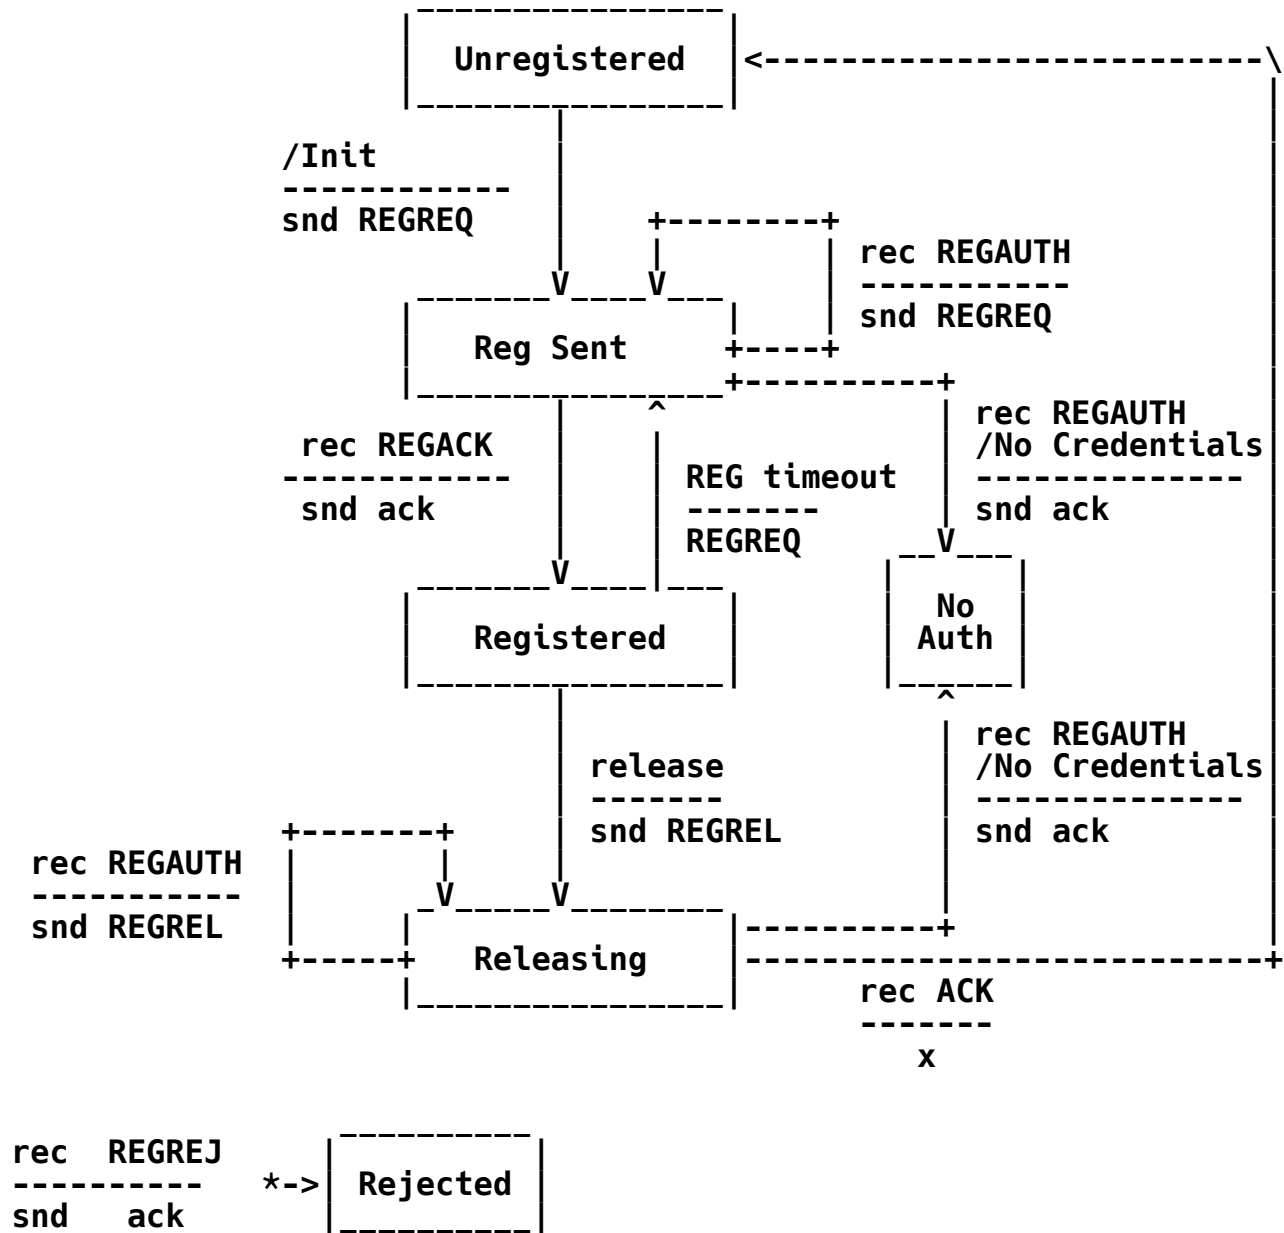 Unregistered
/Init
snd REGREQ
rec REGAUTH
snd REGREQ
Reg Sent
rec REGAUTH
/No Credentials
snd ack
rec REGACK
snd ack
REG timeout
REGREQ
No
Auth
Registered
rec REGAUTH
/No Credentials
snd ack
release
snd REGREL
rec REGAUTH
snd REGREL
Releasing
rec ACK
x
rec REGREJ
snd ack
*-> Rejected